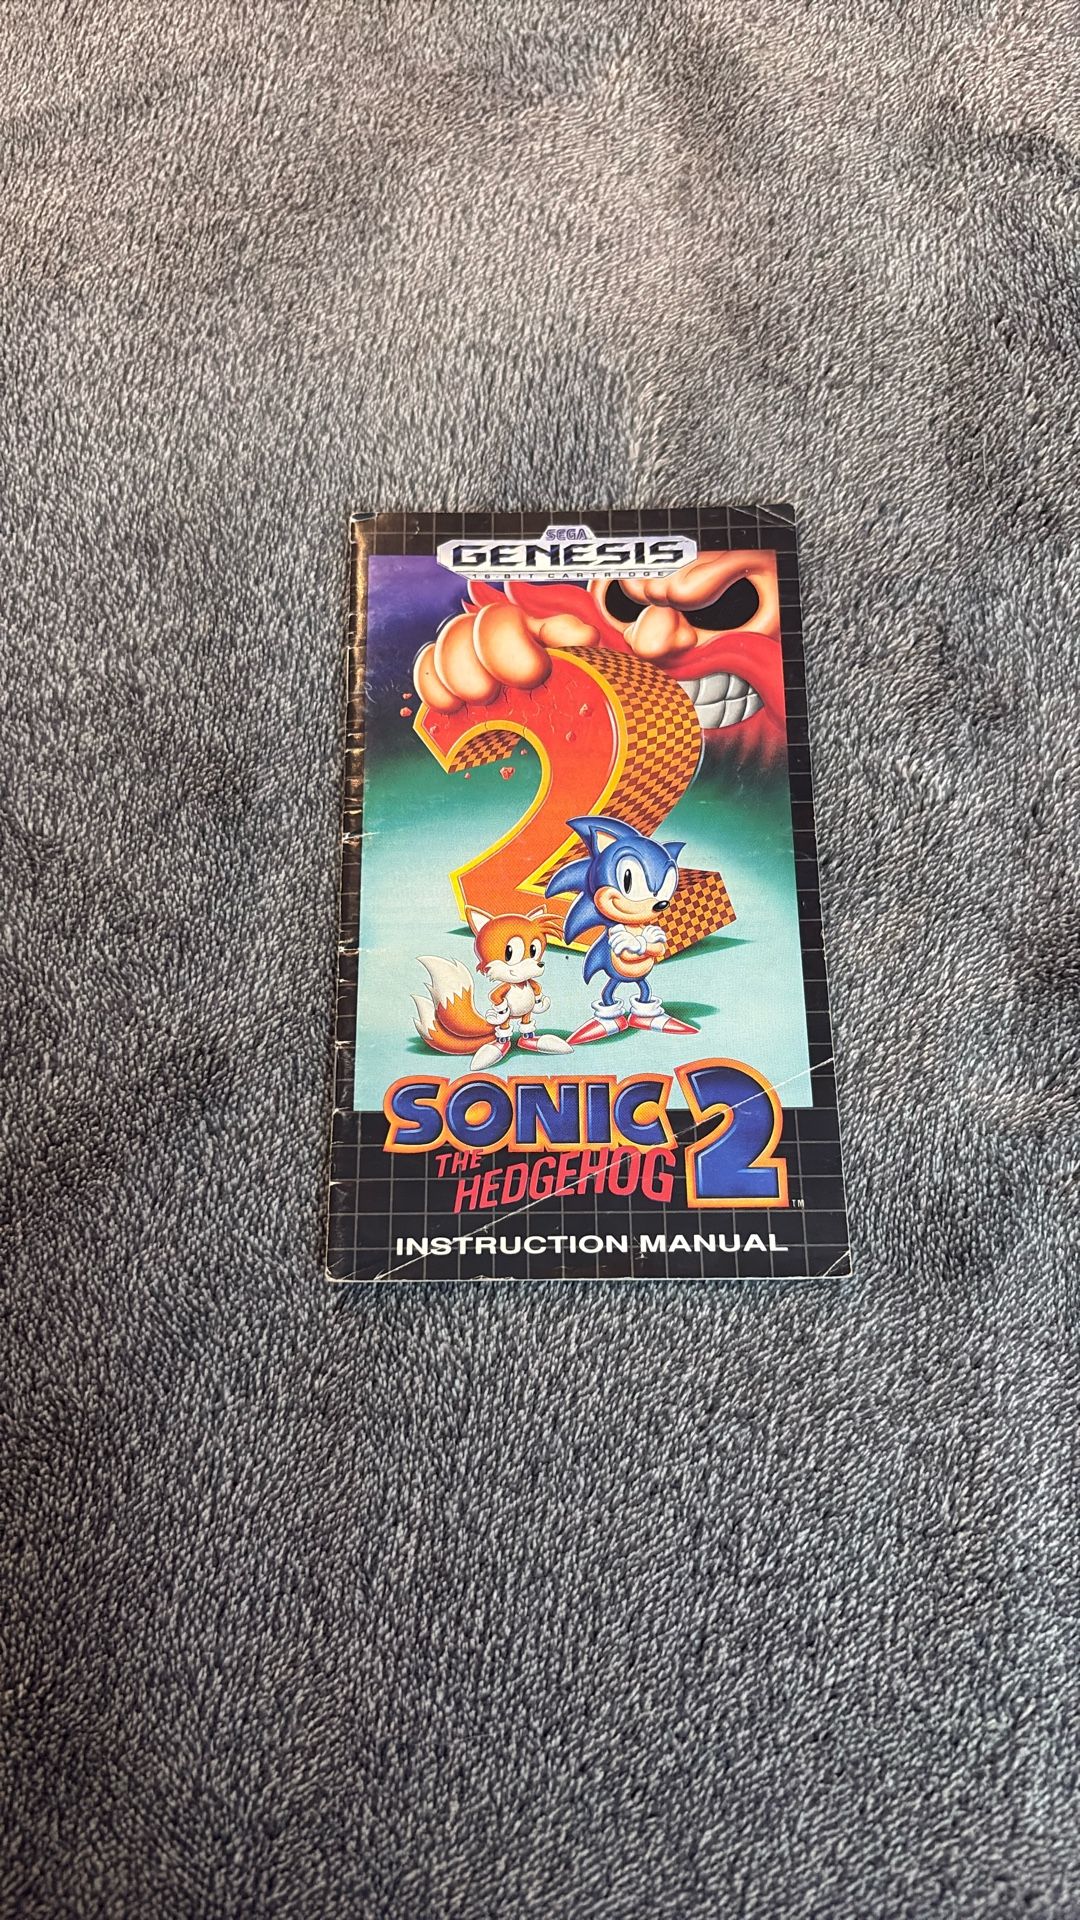 SEGA
GENESIS
16-BIT CARTRIDGE
SONIC 2
THE
HEDGEHOG
TM
INSTRUCTION MANUAL